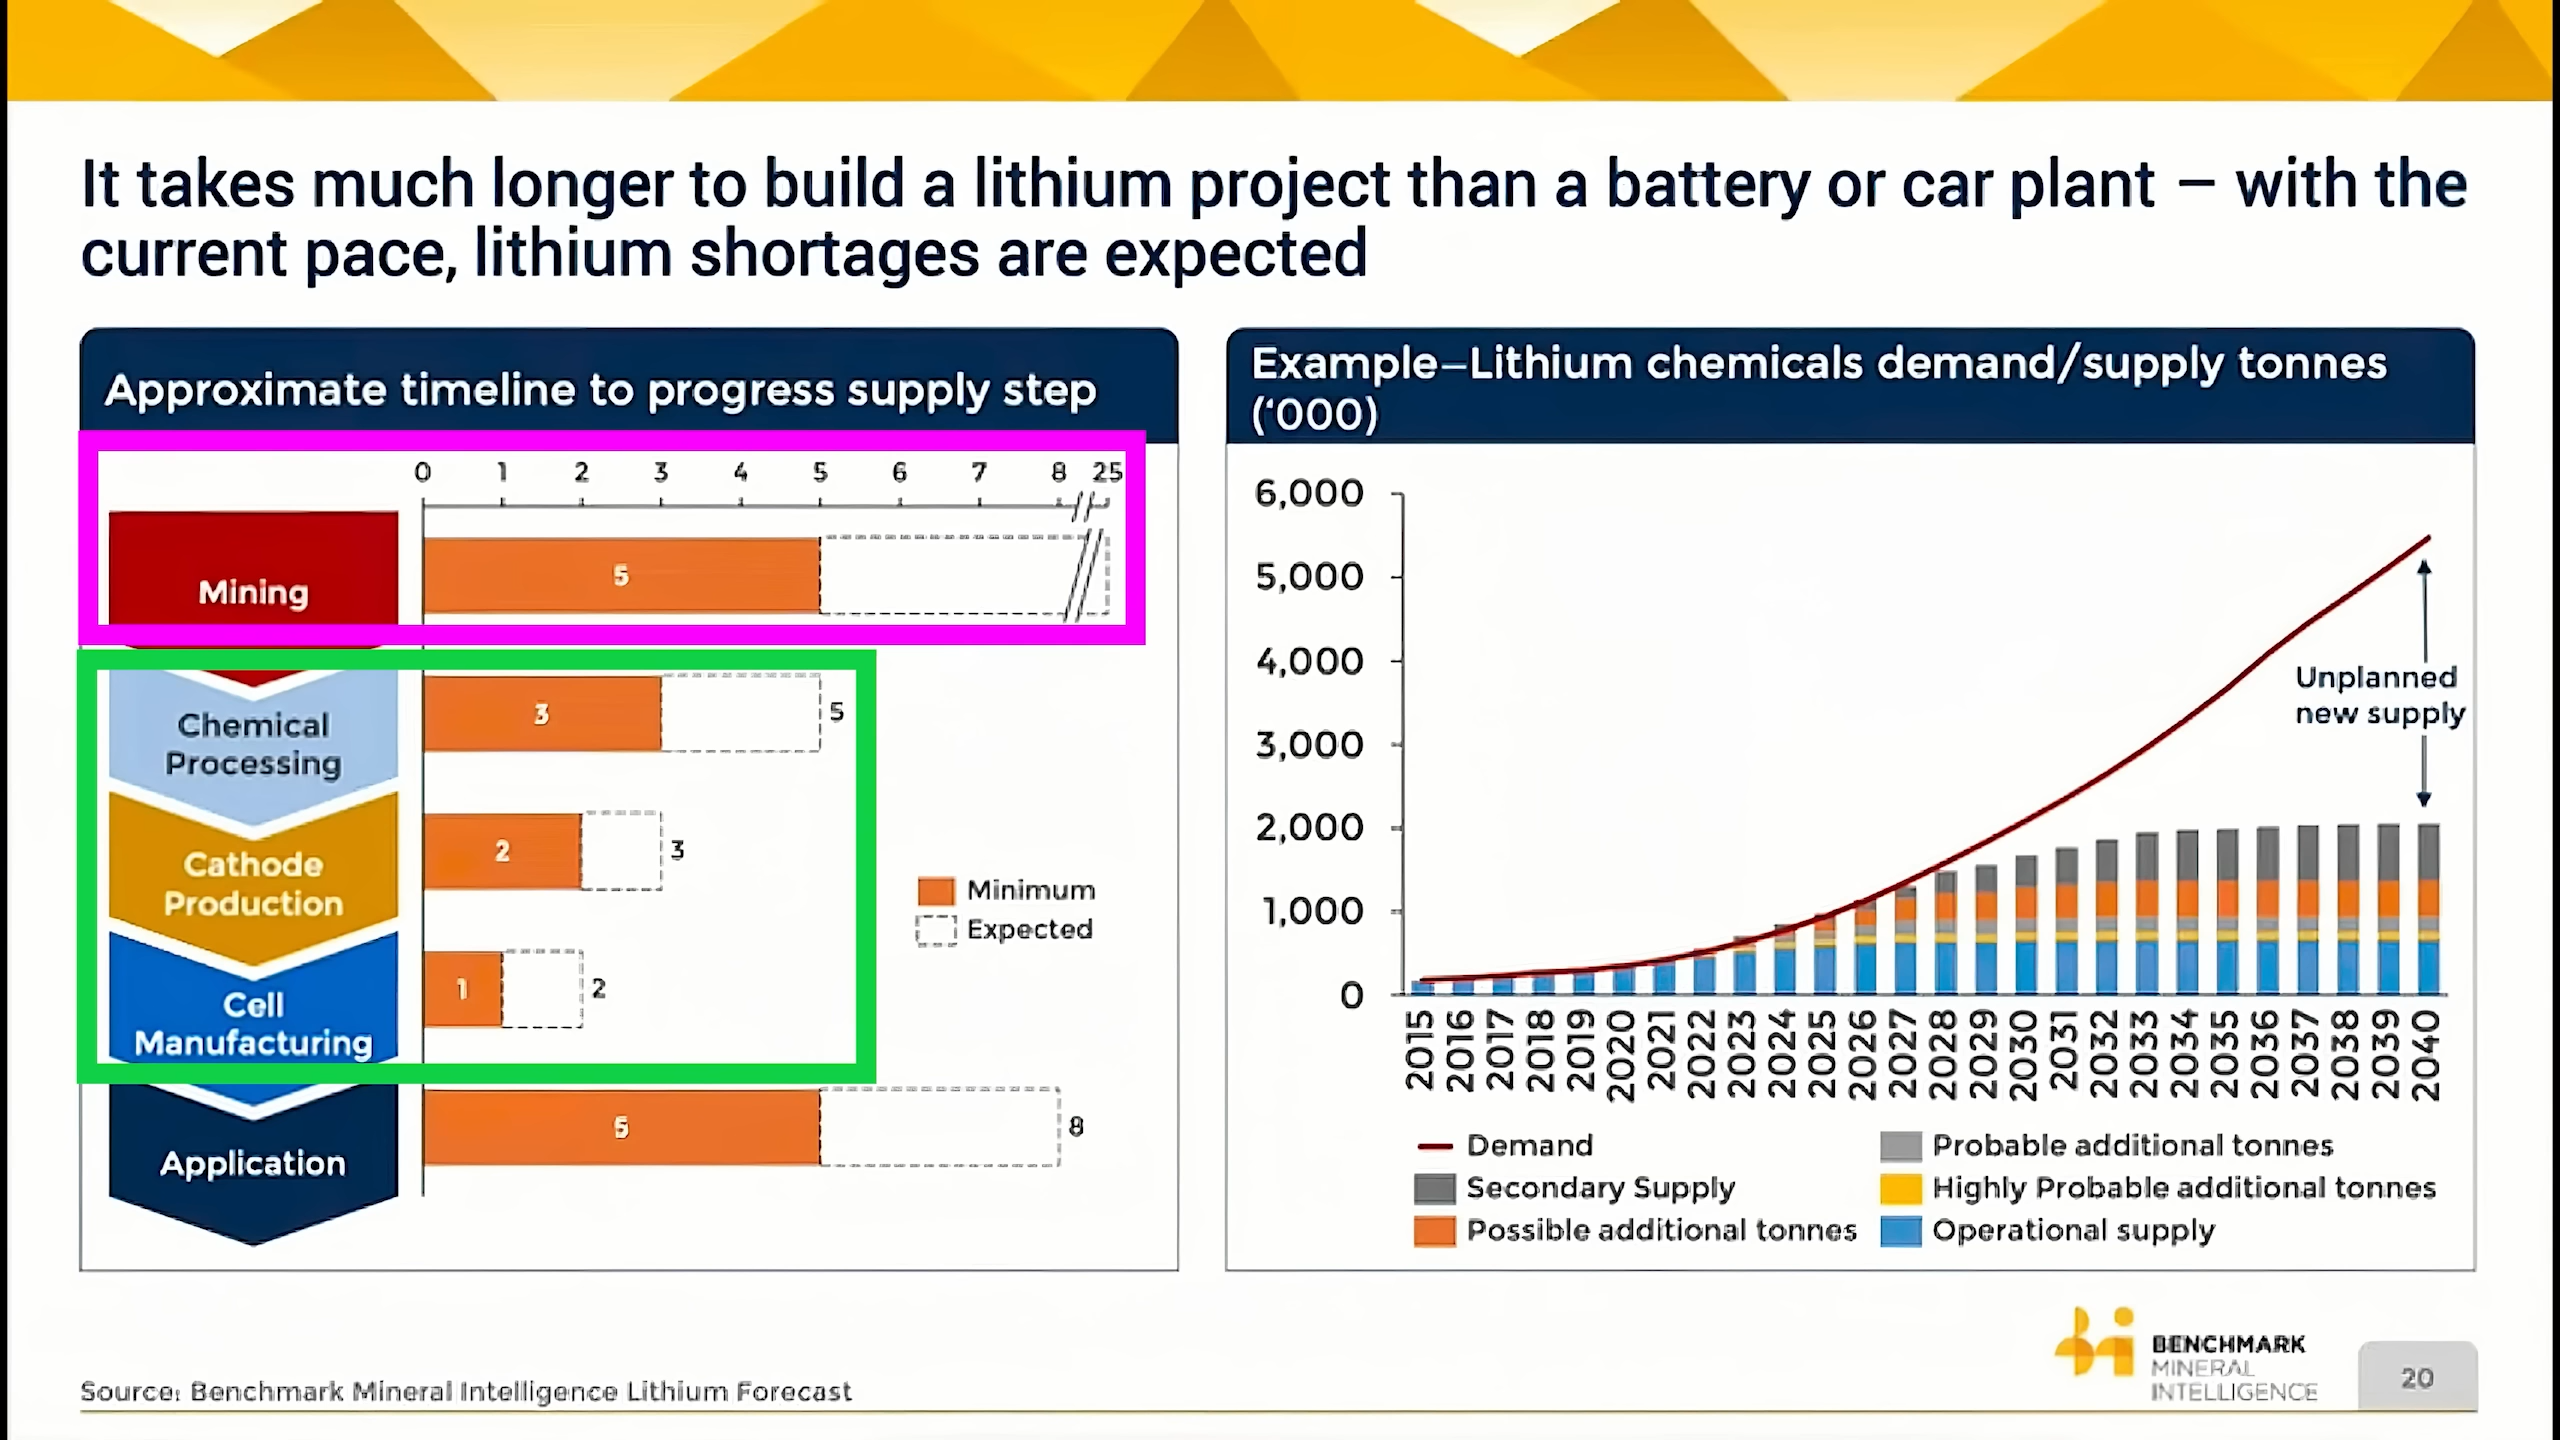 It takes much longer to build a lithium project than a battery or car plant – with the
current pace, lithium shortages are expected
Approximate timeline to progress supply step
0 1 2 3 4 5 6 7 8 25
Mining
5
Chemical
Processing
3
5
Cathode
Production
2
3
Cell
Manufacturing
1
2
Application
5
8
Minimum
Expected
Example–Lithium chemicals demand/supply tonnes
(‘000)
6,000
5,000
4,000
3,000
2,000
1,000
0
Unplanned
new supply
2015 2016 2017 2018 2019 2020 2021 2022 2023 2024 2025 2026 2027 2028 2029 2030 2031 2032 2033 2034 2035 2036 2037 2038 2039 2040
Demand
Secondary Supply
Possible additional tonnes
Probable additional tonnes
Highly Probable additional tonnes
Operational supply
Source: Benchmark Mineral Intelligence Lithium Forecast
BENCHMARK
MINERAL
INTELLIGENCE
20